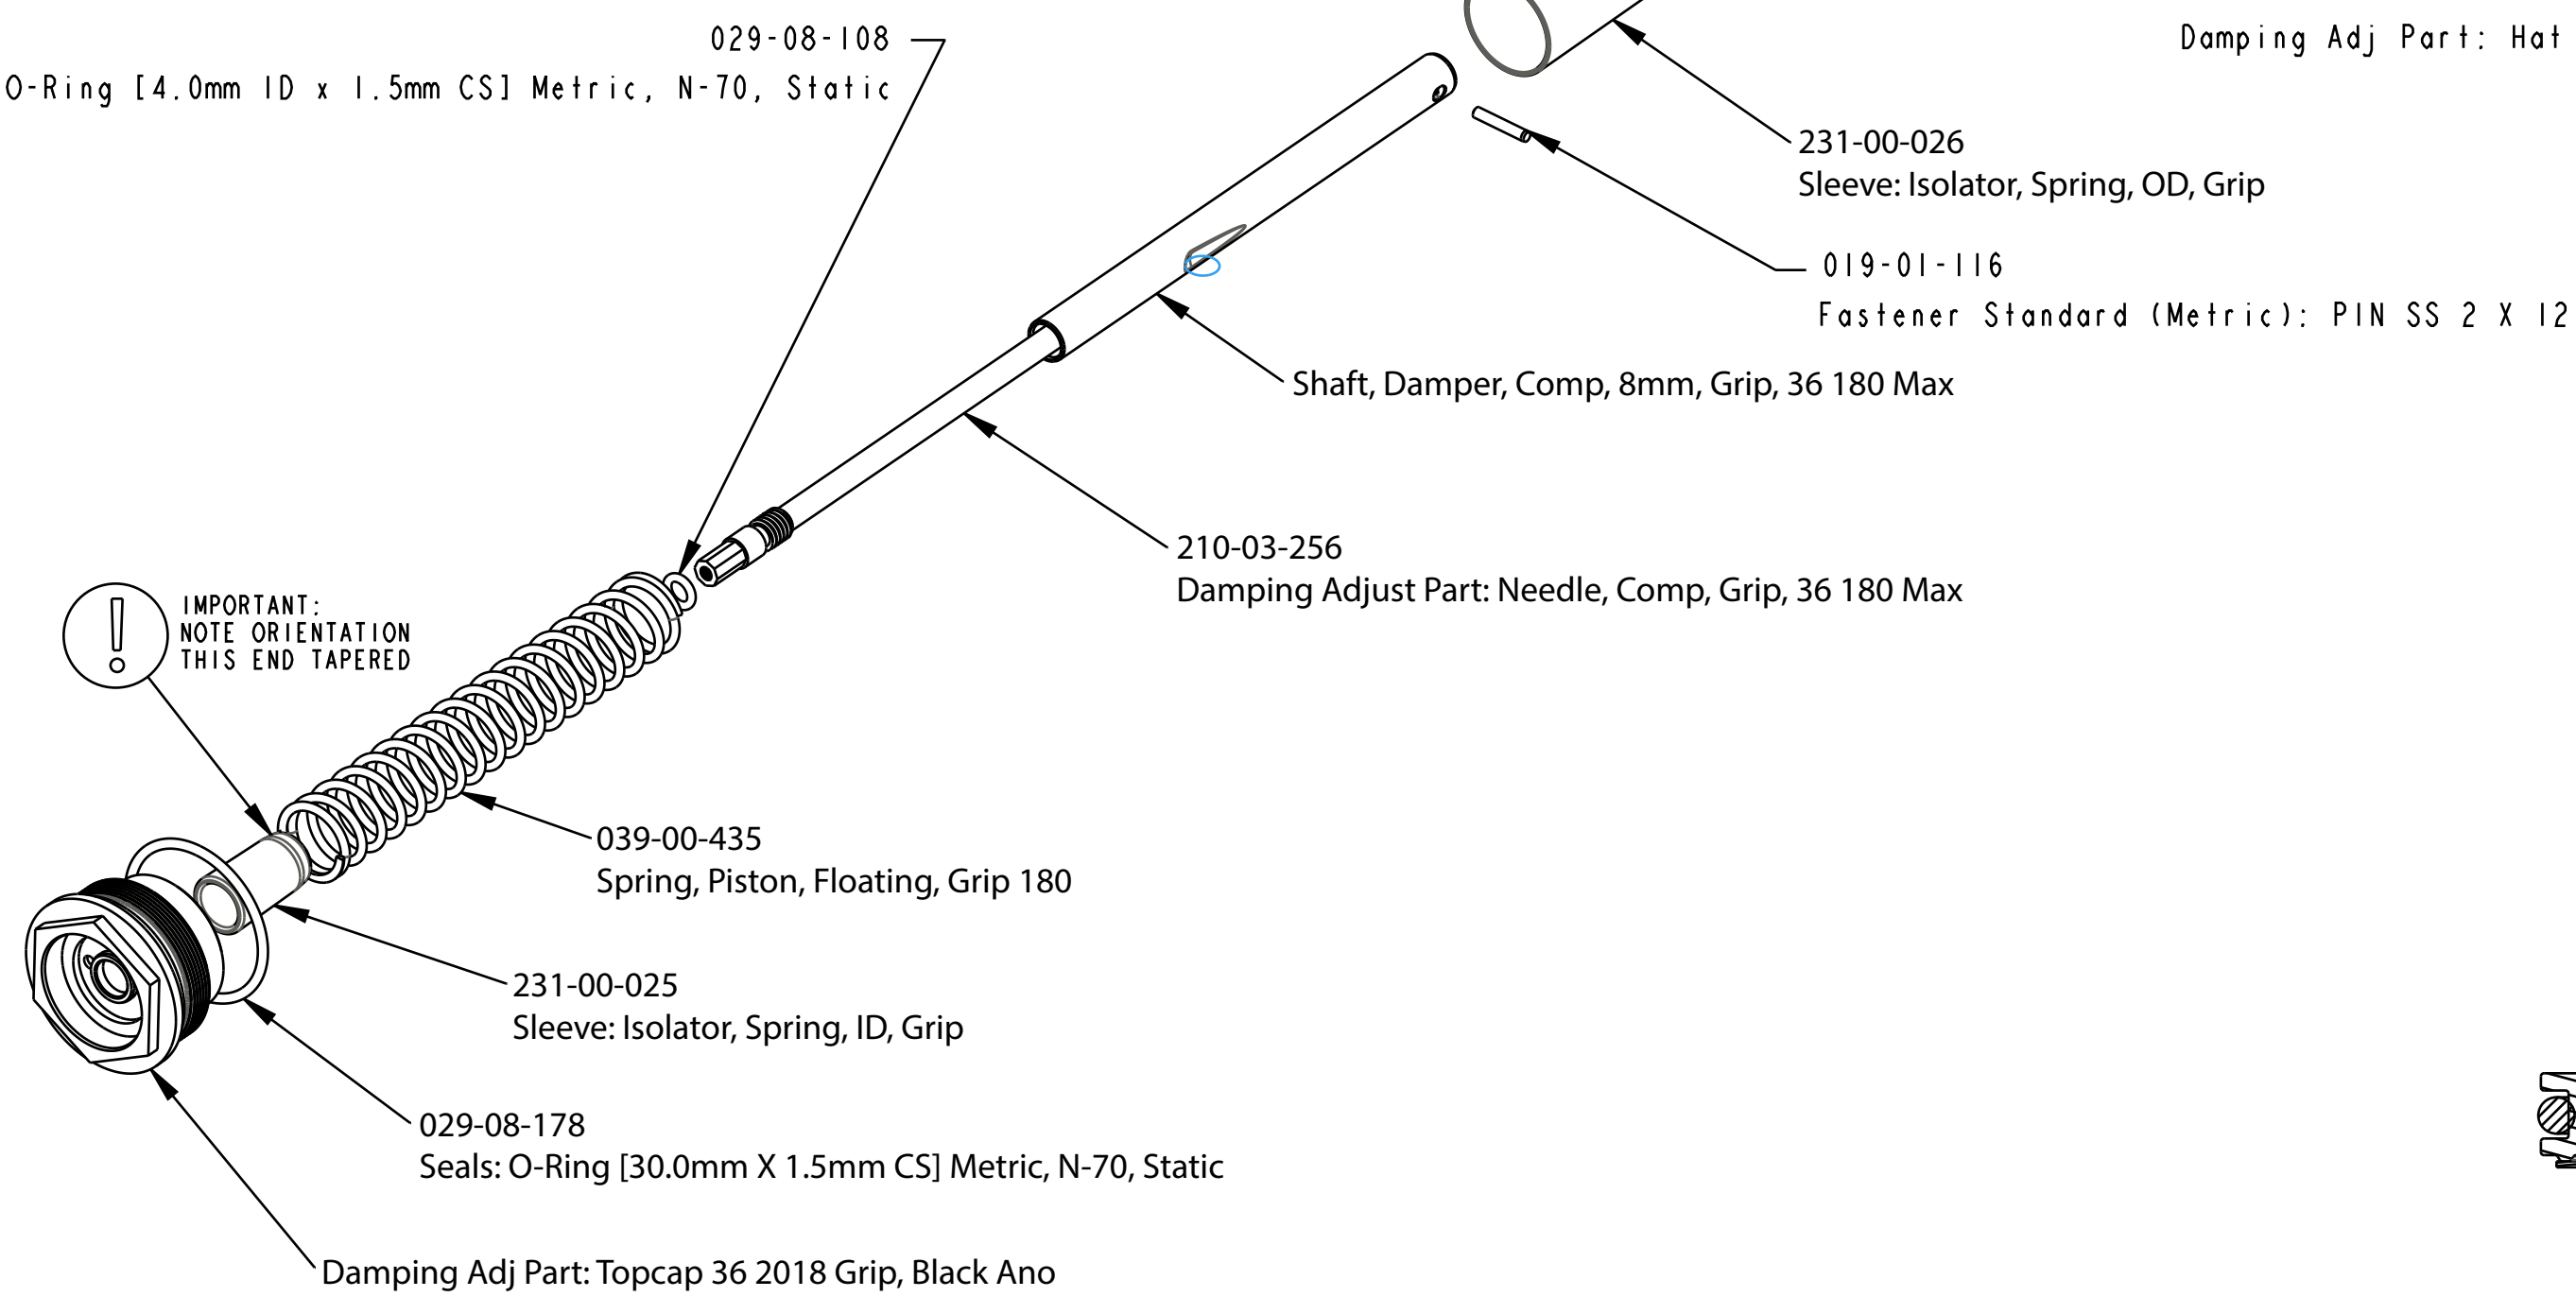 029-08-108
O-Ring [4.0mm ID x 1.5mm CS] Metric, N-70, Static
Damping Adj Part: Hat
231-00-026
Sleeve: Isolator, Spring, OD, Grip
019-01-116
Fastener Standard (Metric): PIN SS 2 X 12
Shaft, Damper, Comp, 8mm, Grip, 36 180 Max
210-03-256
Damping Adjust Part: Needle, Comp, Grip, 36 180 Max
!
IMPORTANT:
NOTE ORIENTATION
THIS END TAPERED
039-00-435
Spring, Piston, Floating, Grip 180
231-00-025
Sleeve: Isolator, Spring, ID, Grip
029-08-178
Seals: O-Ring [30.0mm X 1.5mm CS] Metric, N-70, Static
Damping Adj Part: Topcap 36 2018 Grip, Black Ano